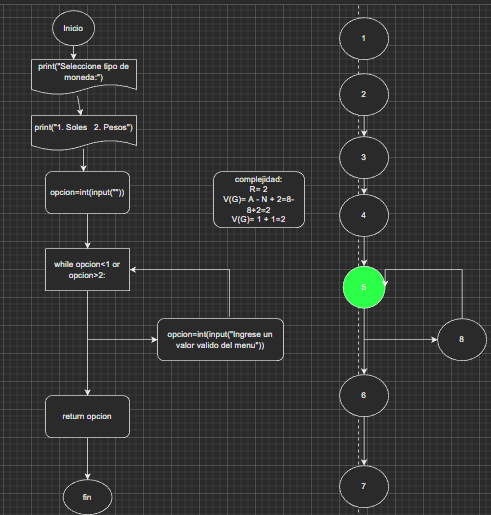 Inicio
print("Seleccione tipo de
moneda:")
print("1. Soles   2. Pesos")
opcion=int(input(""))
while opcion<1 or
opcion>2:
opcion=int(input("Ingrese un
valor valido del menu"))
return opcion
fin
complejidad:
R= 2
V(G)= A - N + 2=8-
8+2=2
V(G)= 1 + 1=2
1
2
3
4
5
8
6
7